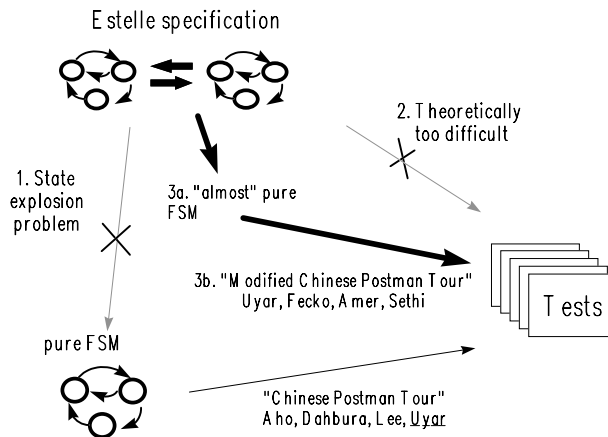 Estelle specification
2. Theoretically
too difficult
1. State
explosion
problem
3a. "almost" pure
FSM
3b. "Modified Chinese Postman Tour"
Uyar, Fecko, Amer, Sethi
Tests
pure FSM
"Chinese Postman Tour"
Aho, Dahbura, Lee, Uyar